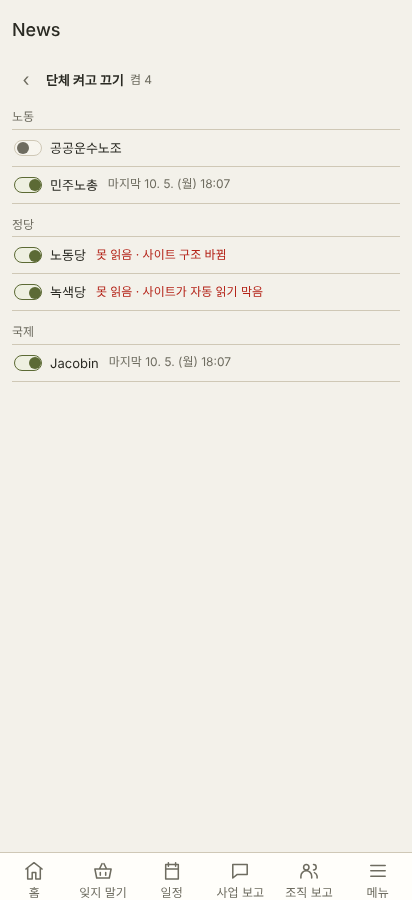 News
단체 켜고 끄기 켬 4
노동
공공운수노조
민주노총 마지막 10. 5. (월) 18:07
정당
노동당 못 읽음 · 사이트 구조 바뀜
녹색당 못 읽음 · 사이트가 자동 읽기 막음
국제
Jacobin 마지막 10. 5. (월) 18:07
홈 잊지 말기 일정 사업 보고 조직 보고 메뉴